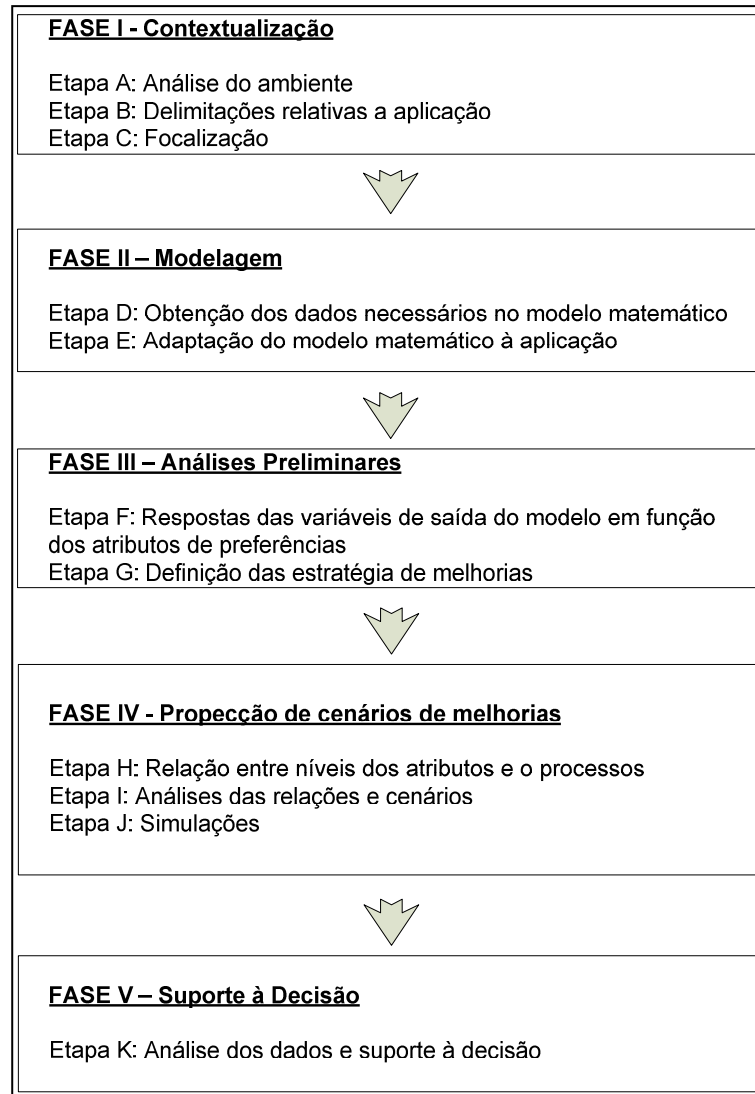 FASE I - Contextualização
Etapa A: Análise do ambiente
Etapa B: Delimitações relativas a aplicação
Etapa C: Focalização
FASE II – Modelagem
Etapa D: Obtenção dos dados necessários no modelo matemático
Etapa E: Adaptação do modelo matemático à aplicação
FASE III – Análises Preliminares
Etapa F: Respostas das variáveis de saída do modelo em função
dos atributos de preferências
Etapa G: Definição das estratégia de melhorias
FASE IV - Propecção de cenários de melhorias
Etapa H: Relação entre níveis dos atributos e o processos
Etapa I: Análises das relações e cenários
Etapa J: Simulações
FASE V – Suporte à Decisão
Etapa K: Análise dos dados e suporte à decisão